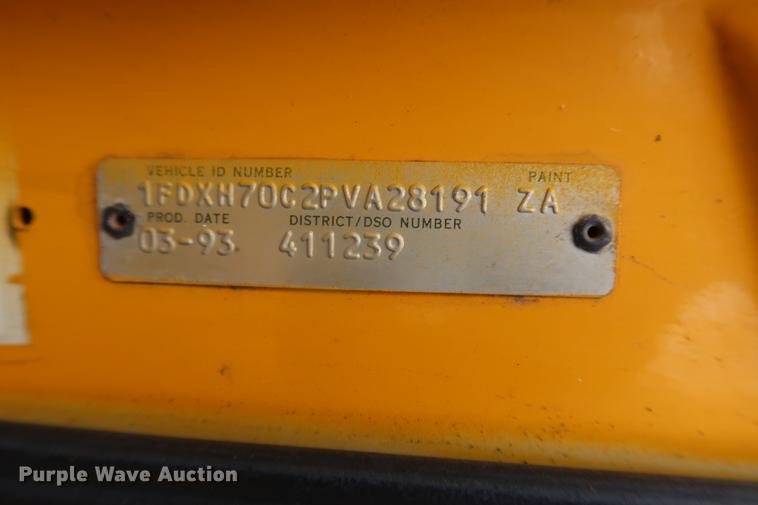 VEHICLE ID NUMBER PAINT
1FDXH70C2PVA28191 ZA
PROD. DATE DISTRICT/DSO NUMBER
03-93 411239
Purple Wave Auction